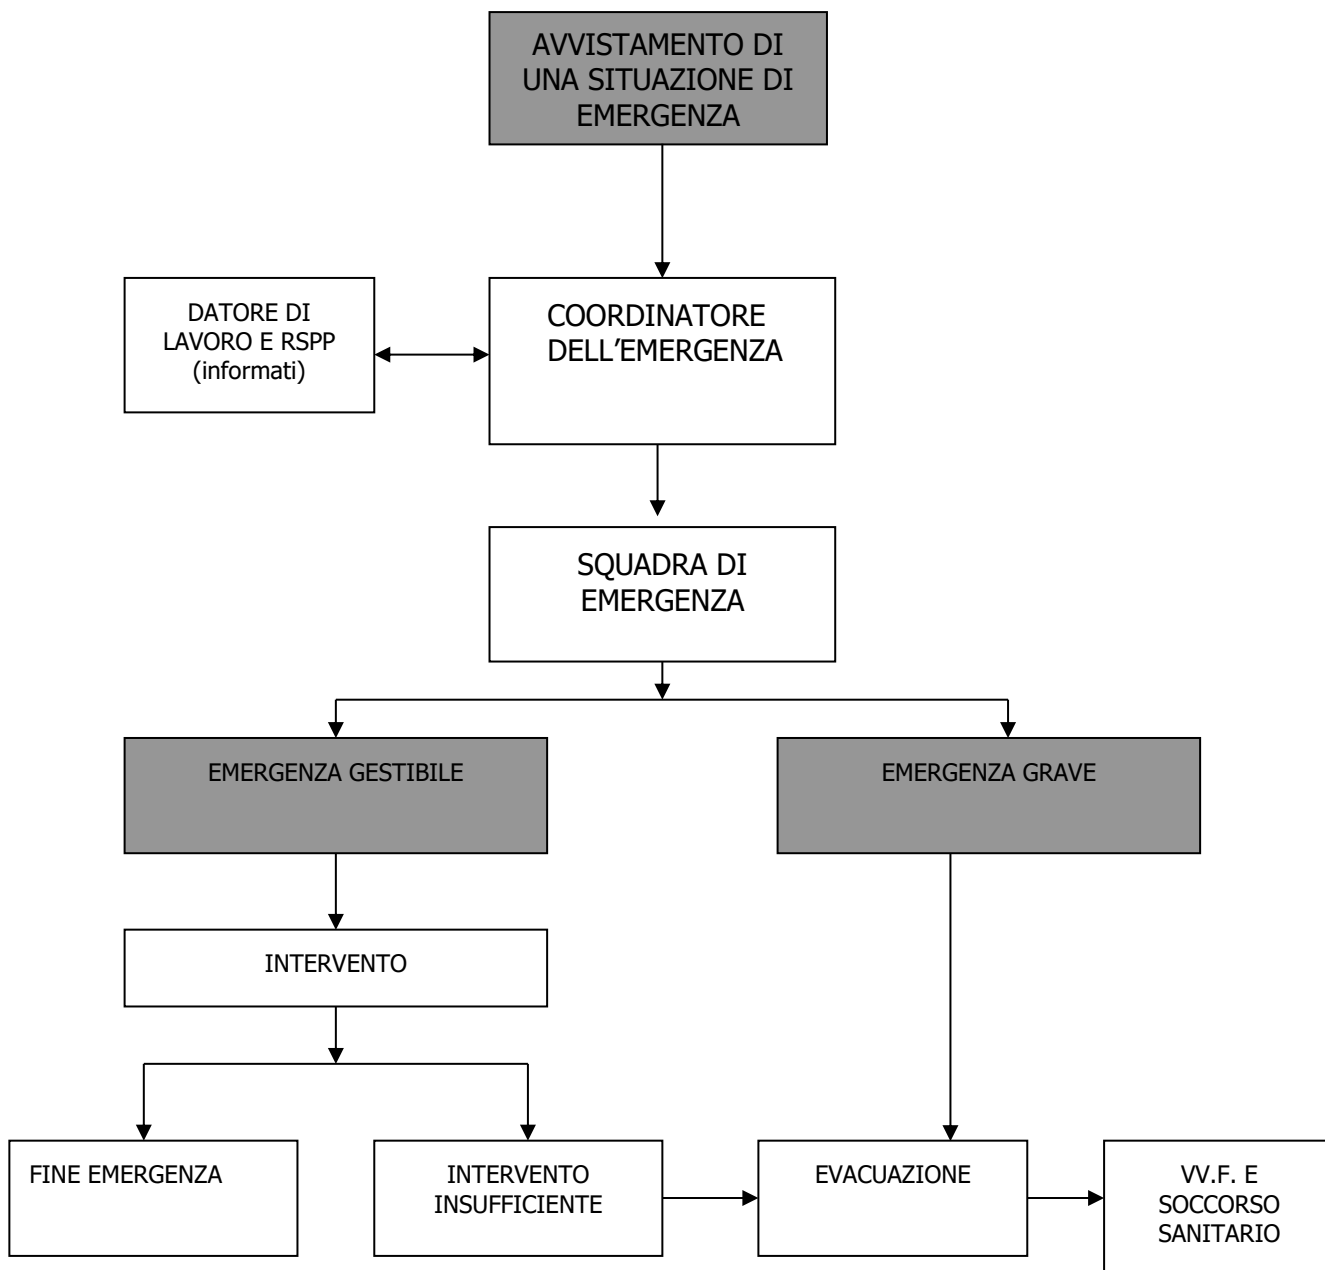 AVVISTAMENTO DI
UNA SITUAZIONE DI
EMERGENZA
DATORE DI
LAVORO E RSPP
(informati)
COORDINATORE
DELL'EMERGENZA
SQUADRA DI
EMERGENZA
EMERGENZA GESTIBILE
EMERGENZA GRAVE
INTERVENTO
FINE EMERGENZA
INTERVENTO
INSUFFICIENTE
EVACUAZIONE
VV.F. E
SOCCORSO
SANITARIO